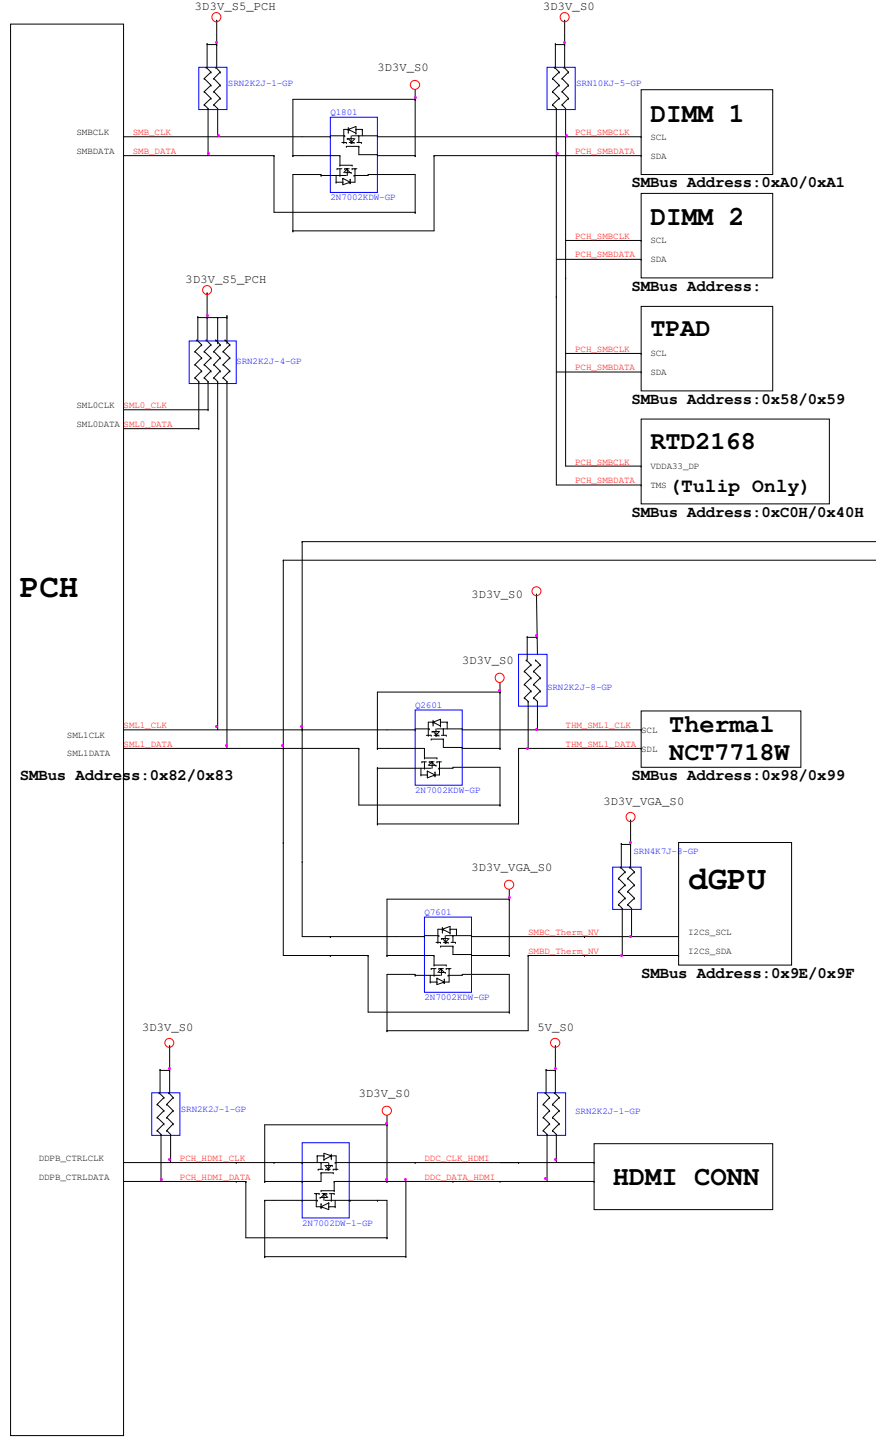 3D3V_S5_PCH
3D3V_S0
SRN2K2J-1-GP
3D3V_S0
SRN10KJ-5-GP
Q1801
DIMM 1
SMBCLK SMB_CLK
PCH_SMBCLK SCL
SMBDATA SMB_DATA
PCH_SMBDATA SDA
SMBus Address:0xA0/0xA1
2N7002KDW-GP
DIMM 2
PCH_SMBCLK SCL
PCH_SMBDATA SDA
SMBus Address:
3D3V_S5_PCH
TPAD
SRN2K2J-4-GP
PCH_SMBCLK SCL
PCH_SMBDATA SDA
SMBus Address:0x58/0x59
SML0CLK SML0_CLK
SML0DATA SML0_DATA
RTD2168
PCH_SMBCLK VDDA33_DP
PCH_SMBDATA TMS (Tulip Only)
SMBus Address:0xC0H/0x40H
PCH
3D3V_S0
3D3V_S0
SRN2K2J-8-GP
Q2601
SML1CLK SML1_CLK
THM_SML1_CLK SCL Thermal
SML1DATA SML1_DATA
THM_SML1_DATA SDL NCT7718W
SMBus Address:0x82/0x83
SMBus Address:0x98/0x99
2N7002KDW-GP
3D3V_VGA_S0
SRN4K7J-8-GP
3D3V_VGA_S0
dGPU
Q7601
SMBC_Therm_NV I2CS_SCL
SMBD_Therm_NV I2CS_SDA
SMBus Address:0x9E/0x9F
2N7002KDW-GP
3D3V_S0
5V_S0
3D3V_S0
SRN2K2J-1-GP
SRN2K2J-1-GP
DDPB_CTRLCLK PCH_HDMI_CLK
DDC_CLK_HDMI
DDPB_CTRLDATA PCH_HDMI_DATA
DDC_DATA_HDMI
HDMI CONN
2N7002DW-1-GP